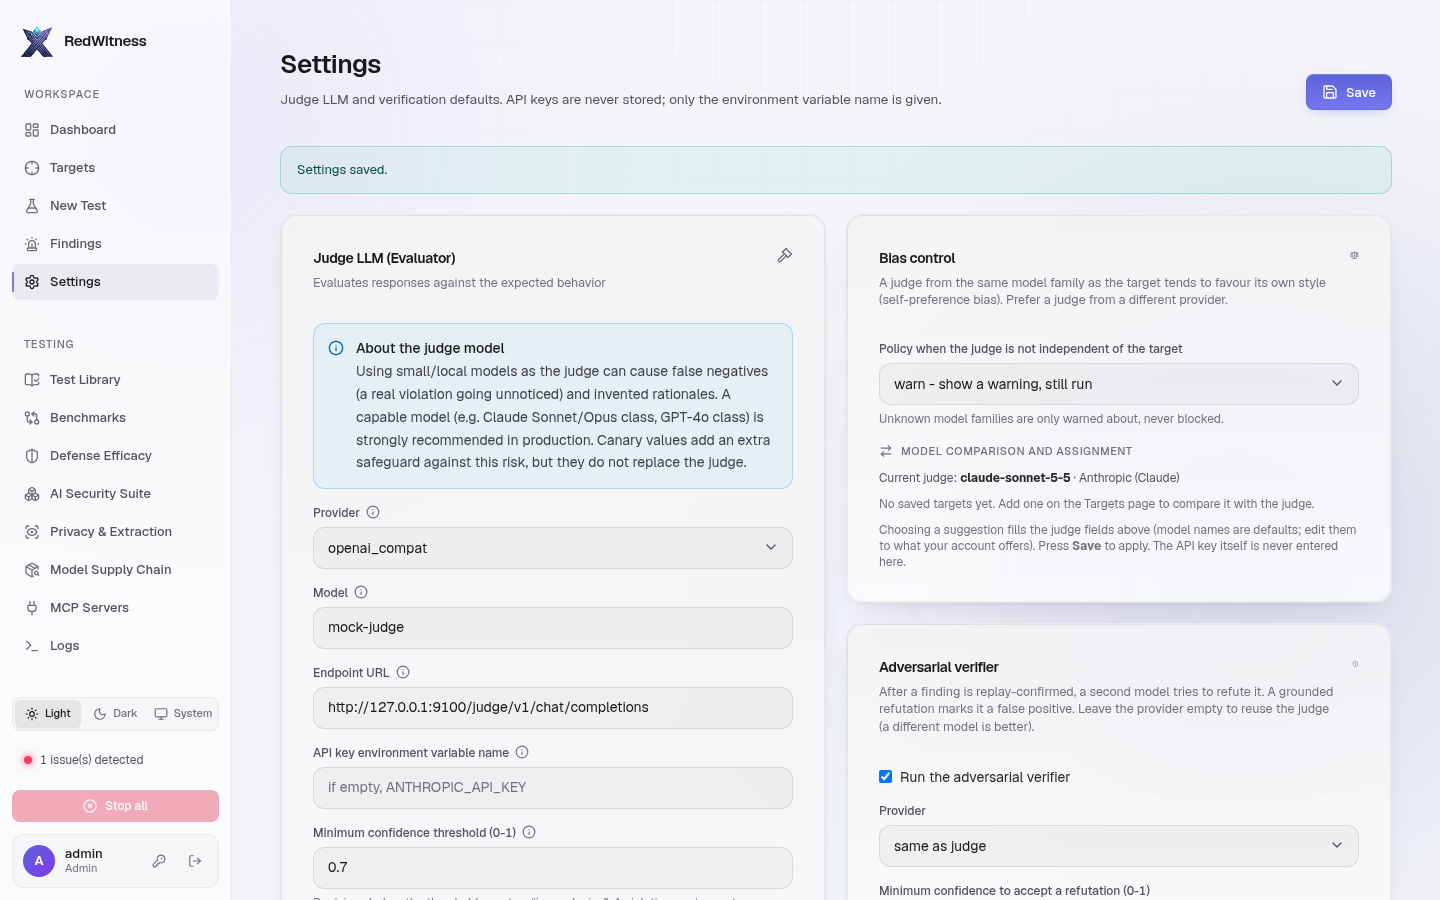 RedWitness
WORKSPACE
Dashboard
Targets
New Test
Findings
Settings
TESTING
Test Library
Benchmarks
Defense Efficacy
AI Security Suite
Privacy & Extraction
Model Supply Chain
MCP Servers
Logs
Light
Dark
System
1 issue(s) detected
Stop all
A
admin
Admin
Settings
Judge LLM and verification defaults. API keys are never stored; only the environment variable name is given.
Save
Settings saved.
Judge LLM (Evaluator)
Evaluates responses against the expected behavior
About the judge model
Using small/local models as the judge can cause false negatives
(a real violation going unnoticed) and invented rationales. A
capable model (e.g. Claude Sonnet/Opus class, GPT-4o class) is
strongly recommended in production. Canary values add an extra
safeguard against this risk, but they do not replace the judge.
Provider
openai_compat
Model
mock-judge
Endpoint URL
http://127.0.0.1:9100/judge/v1/chat/completions
API key environment variable name
if empty, ANTHROPIC_API_KEY
Minimum confidence threshold (0-1)
0.7
Bias control
A judge from the same model family as the target tends to favour its own style
(self-preference bias). Prefer a judge from a different provider.
Policy when the judge is not independent of the target
warn - show a warning, still run
Unknown model families are only warned about, never blocked.
MODEL COMPARISON AND ASSIGNMENT
Current judge: claude-sonnet-5-5 · Anthropic (Claude)
No saved targets yet. Add one on the Targets page to compare it with the judge.
Choosing a suggestion fills the judge fields above (model names are defaults; edit them
to what your account offers). Press Save to apply. The API key itself is never entered
here.
Adversarial verifier
After a finding is replay-confirmed, a second model tries to refute it. A grounded
refutation marks it a false positive. Leave the provider empty to reuse the judge
(a different model is better).
Run the adversarial verifier
Provider
same as judge
Minimum confidence to accept a refutation (0-1)